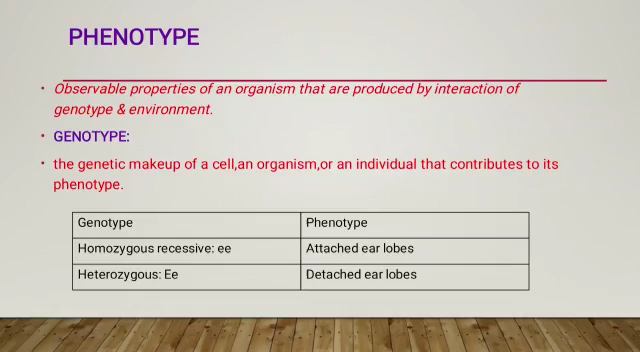 PHENOTYPE
• Observable properties of an organism that are produced by interaction of
genotype & environment.
• GENOTYPE:
• the genetic makeup of a cell,an organism,or an individual that contributes to its
phenotype.
Genotype Phenotype
Homozygous recessive: ee Attached ear lobes
Heterozygous: Ee Detached ear lobes